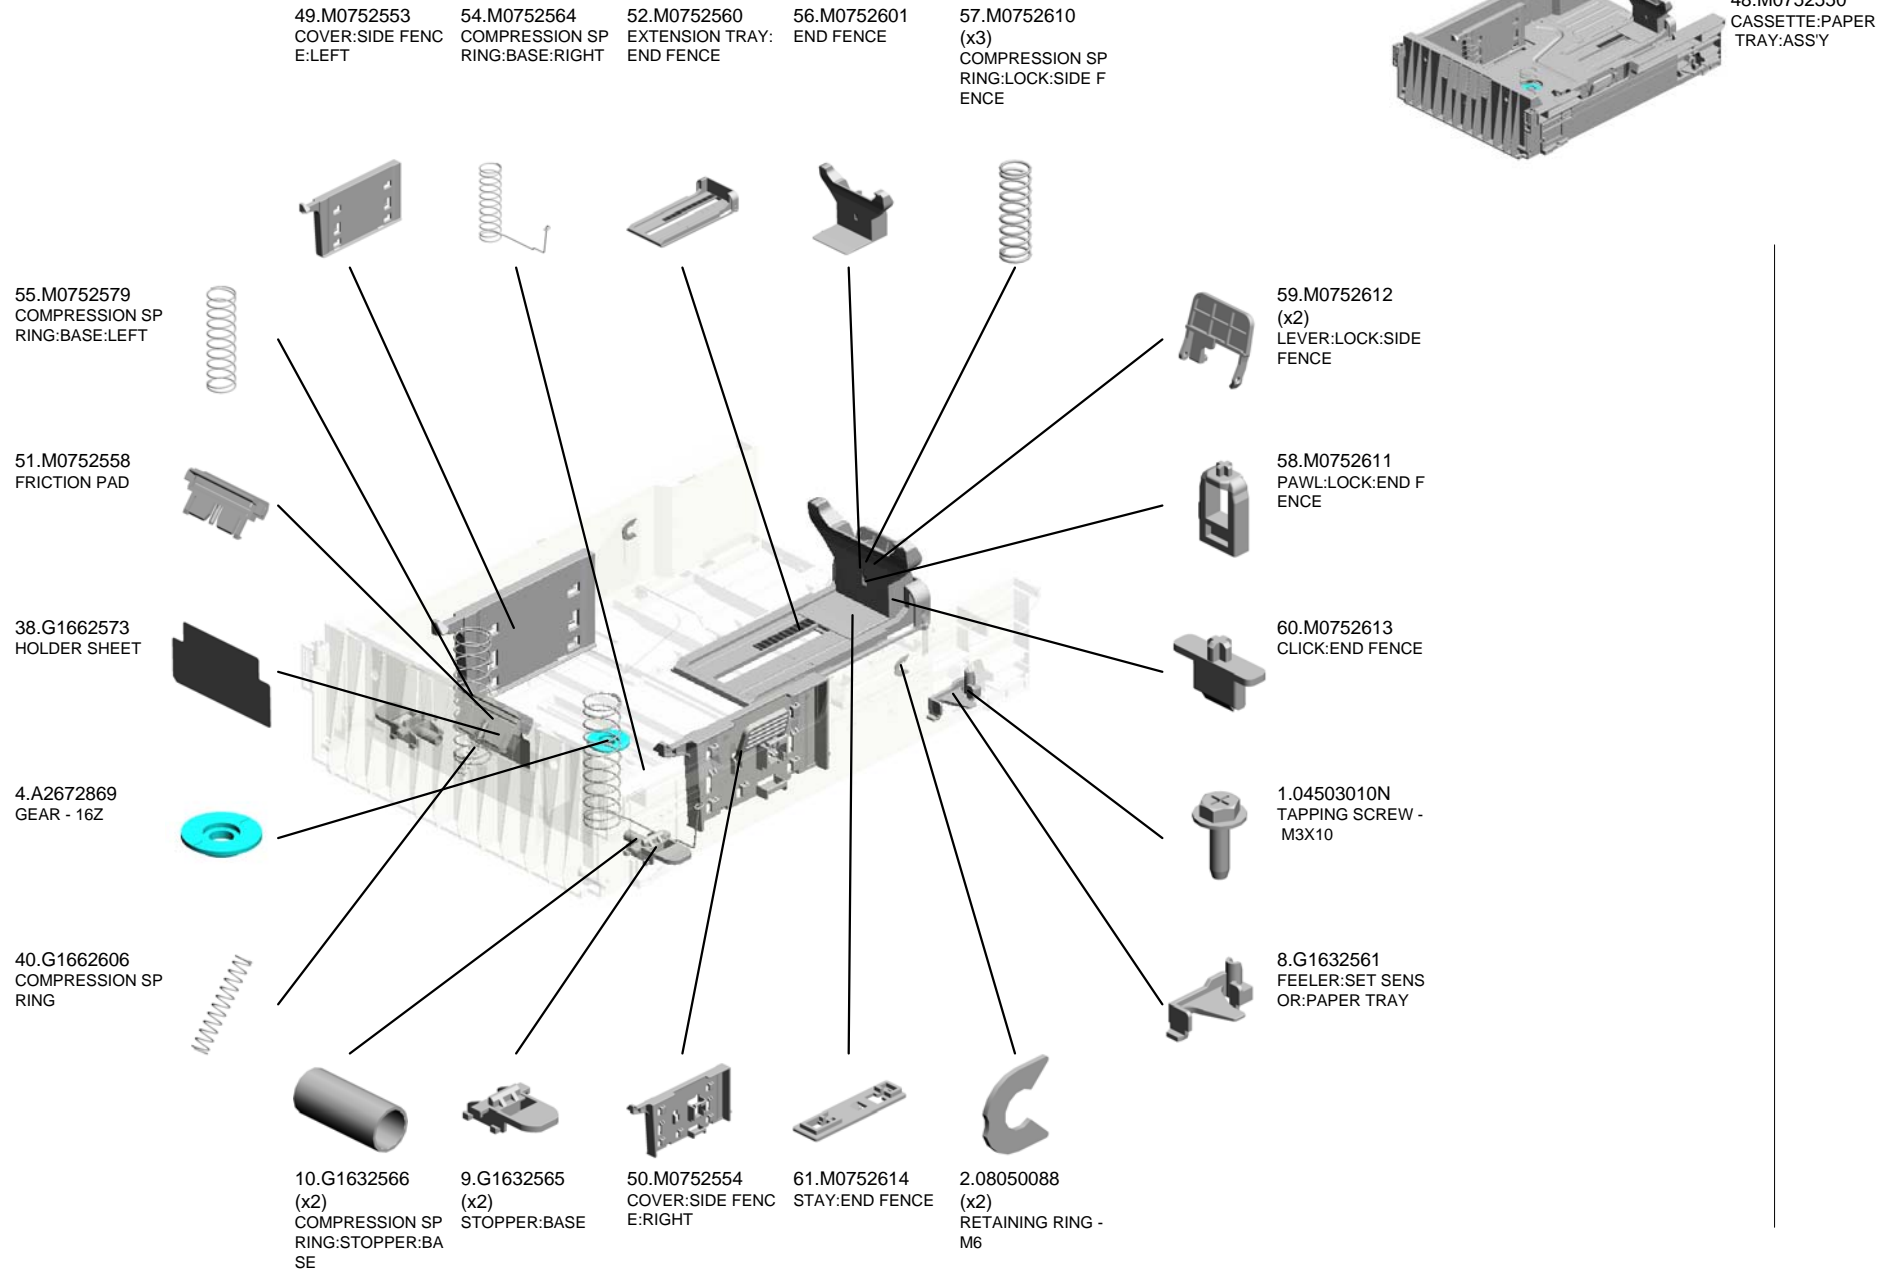 49.M0752553
COVER:SIDE FENC
E:LEFT
54.M0752564
COMPRESSION SP
RING:BASE:RIGHT
52.M0752560
EXTENSION TRAY:
END FENCE
56.M0752601
END FENCE
57.M0752610
(x3)
COMPRESSION SP
RING:LOCK:SIDE F
ENCE
48.M0752550
CASSETTE:PAPER
TRAY:ASS'Y
55.M0752579
COMPRESSION SP
RING:BASE:LEFT
59.M0752612
(x2)
LEVER:LOCK:SIDE
FENCE
51.M0752558
FRICTION PAD
58.M0752611
PAWL:LOCK:END F
ENCE
38.G1662573
HOLDER SHEET
60.M0752613
CLICK:END FENCE
4.A2672869
GEAR - 16Z
1.04503010N
TAPPING SCREW -
M3X10
40.G1662606
COMPRESSION SP
RING
8.G1632561
FEELER:SET SENS
OR:PAPER TRAY
10.G1632566
(x2)
COMPRESSION SP
RING:STOPPER:BA
SE
9.G1632565
(x2)
STOPPER:BASE
50.M0752554
COVER:SIDE FENC
E:RIGHT
61.M0752614
STAY:END FENCE
2.08050088
(x2)
RETAINING RING -
M6